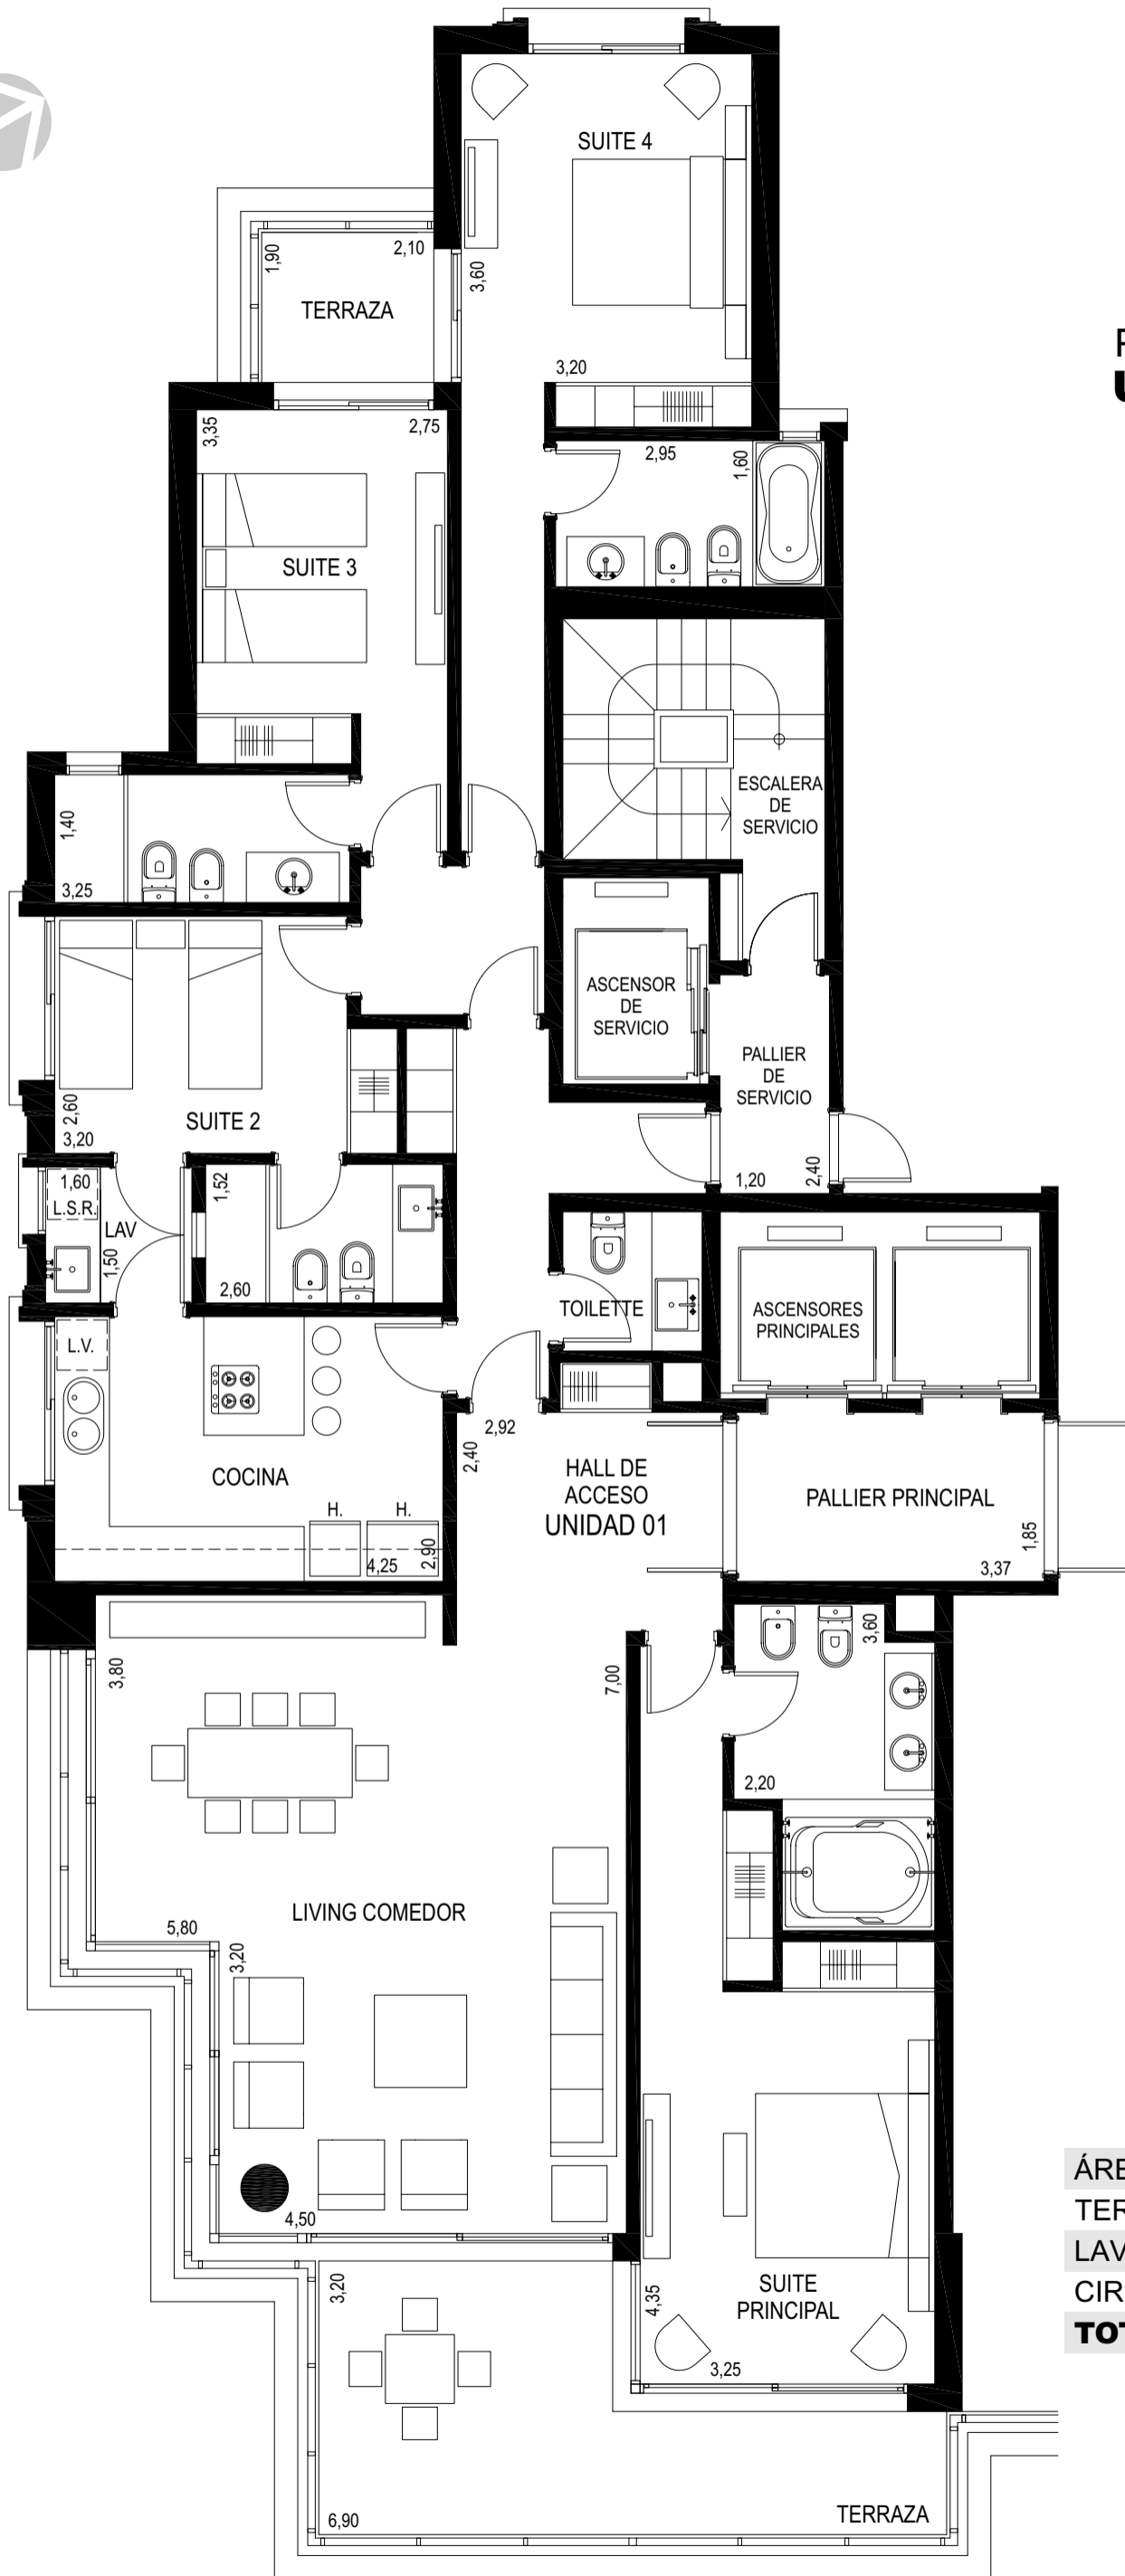 SUITE 4
1,90
2,10
3,60
TERRAZA
3,20
3,35
2,75
2,95
1,60
SUITE 3
ESCALERA
DE
SERVICIO
1,40
3,25
ASCENSOR
DE
SERVICIO
PALLIER
DE
SERVICIO
2,60
3,20
SUITE 2
1,20
2,40
1,60
L.S.R.
LAV
1,50
1,52
2,60
TOILETTE
ASCENSORES
PRINCIPALES
L.V.
2,92
2,40
COCINA
HALL DE
ACCESO
UNIDAD 01
PALLIER PRINCIPAL
H.
H.
4,25
2,90
1,85
3,37
3,80
7,00
3,60
2,20
LIVING COMEDOR
5,80
3,20
4,50
3,20
4,35
SUITE
PRINCIPAL
3,25
6,90
TERRAZA
LAV